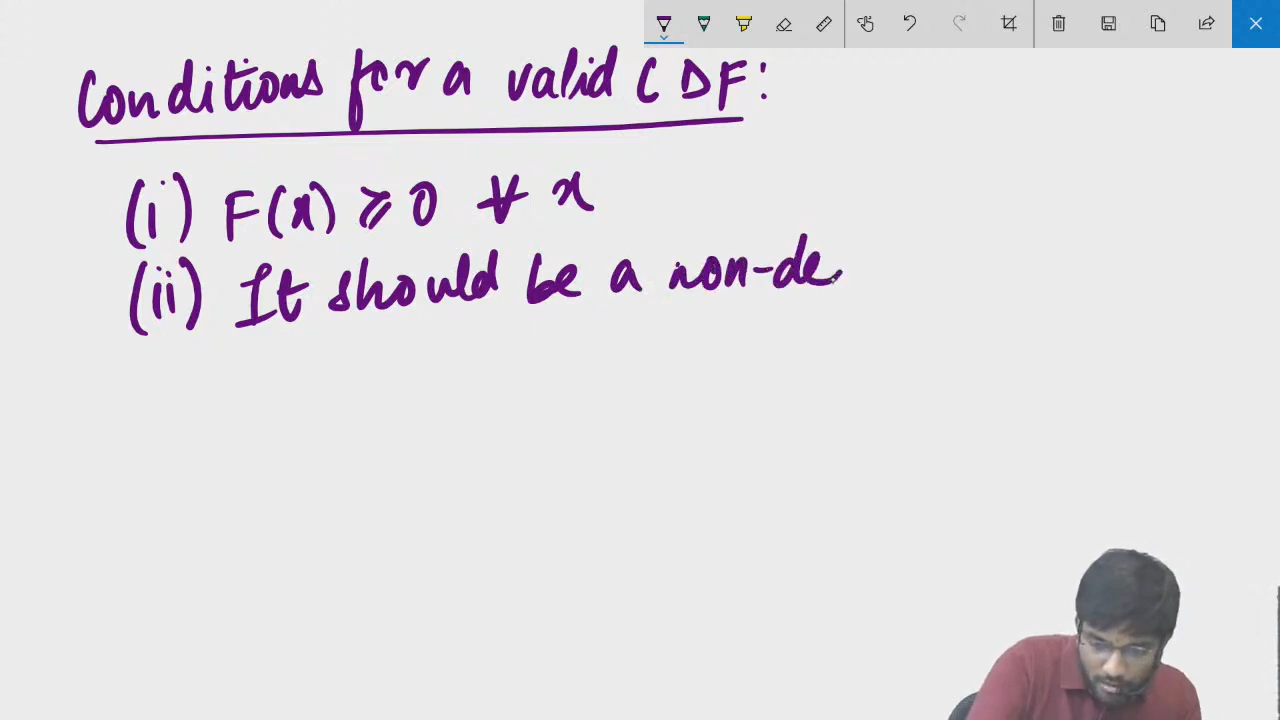 Conditions for a valid CDF:
(i) F(x) ⩾ 0 ∀ x
(ii) It should be a non-de